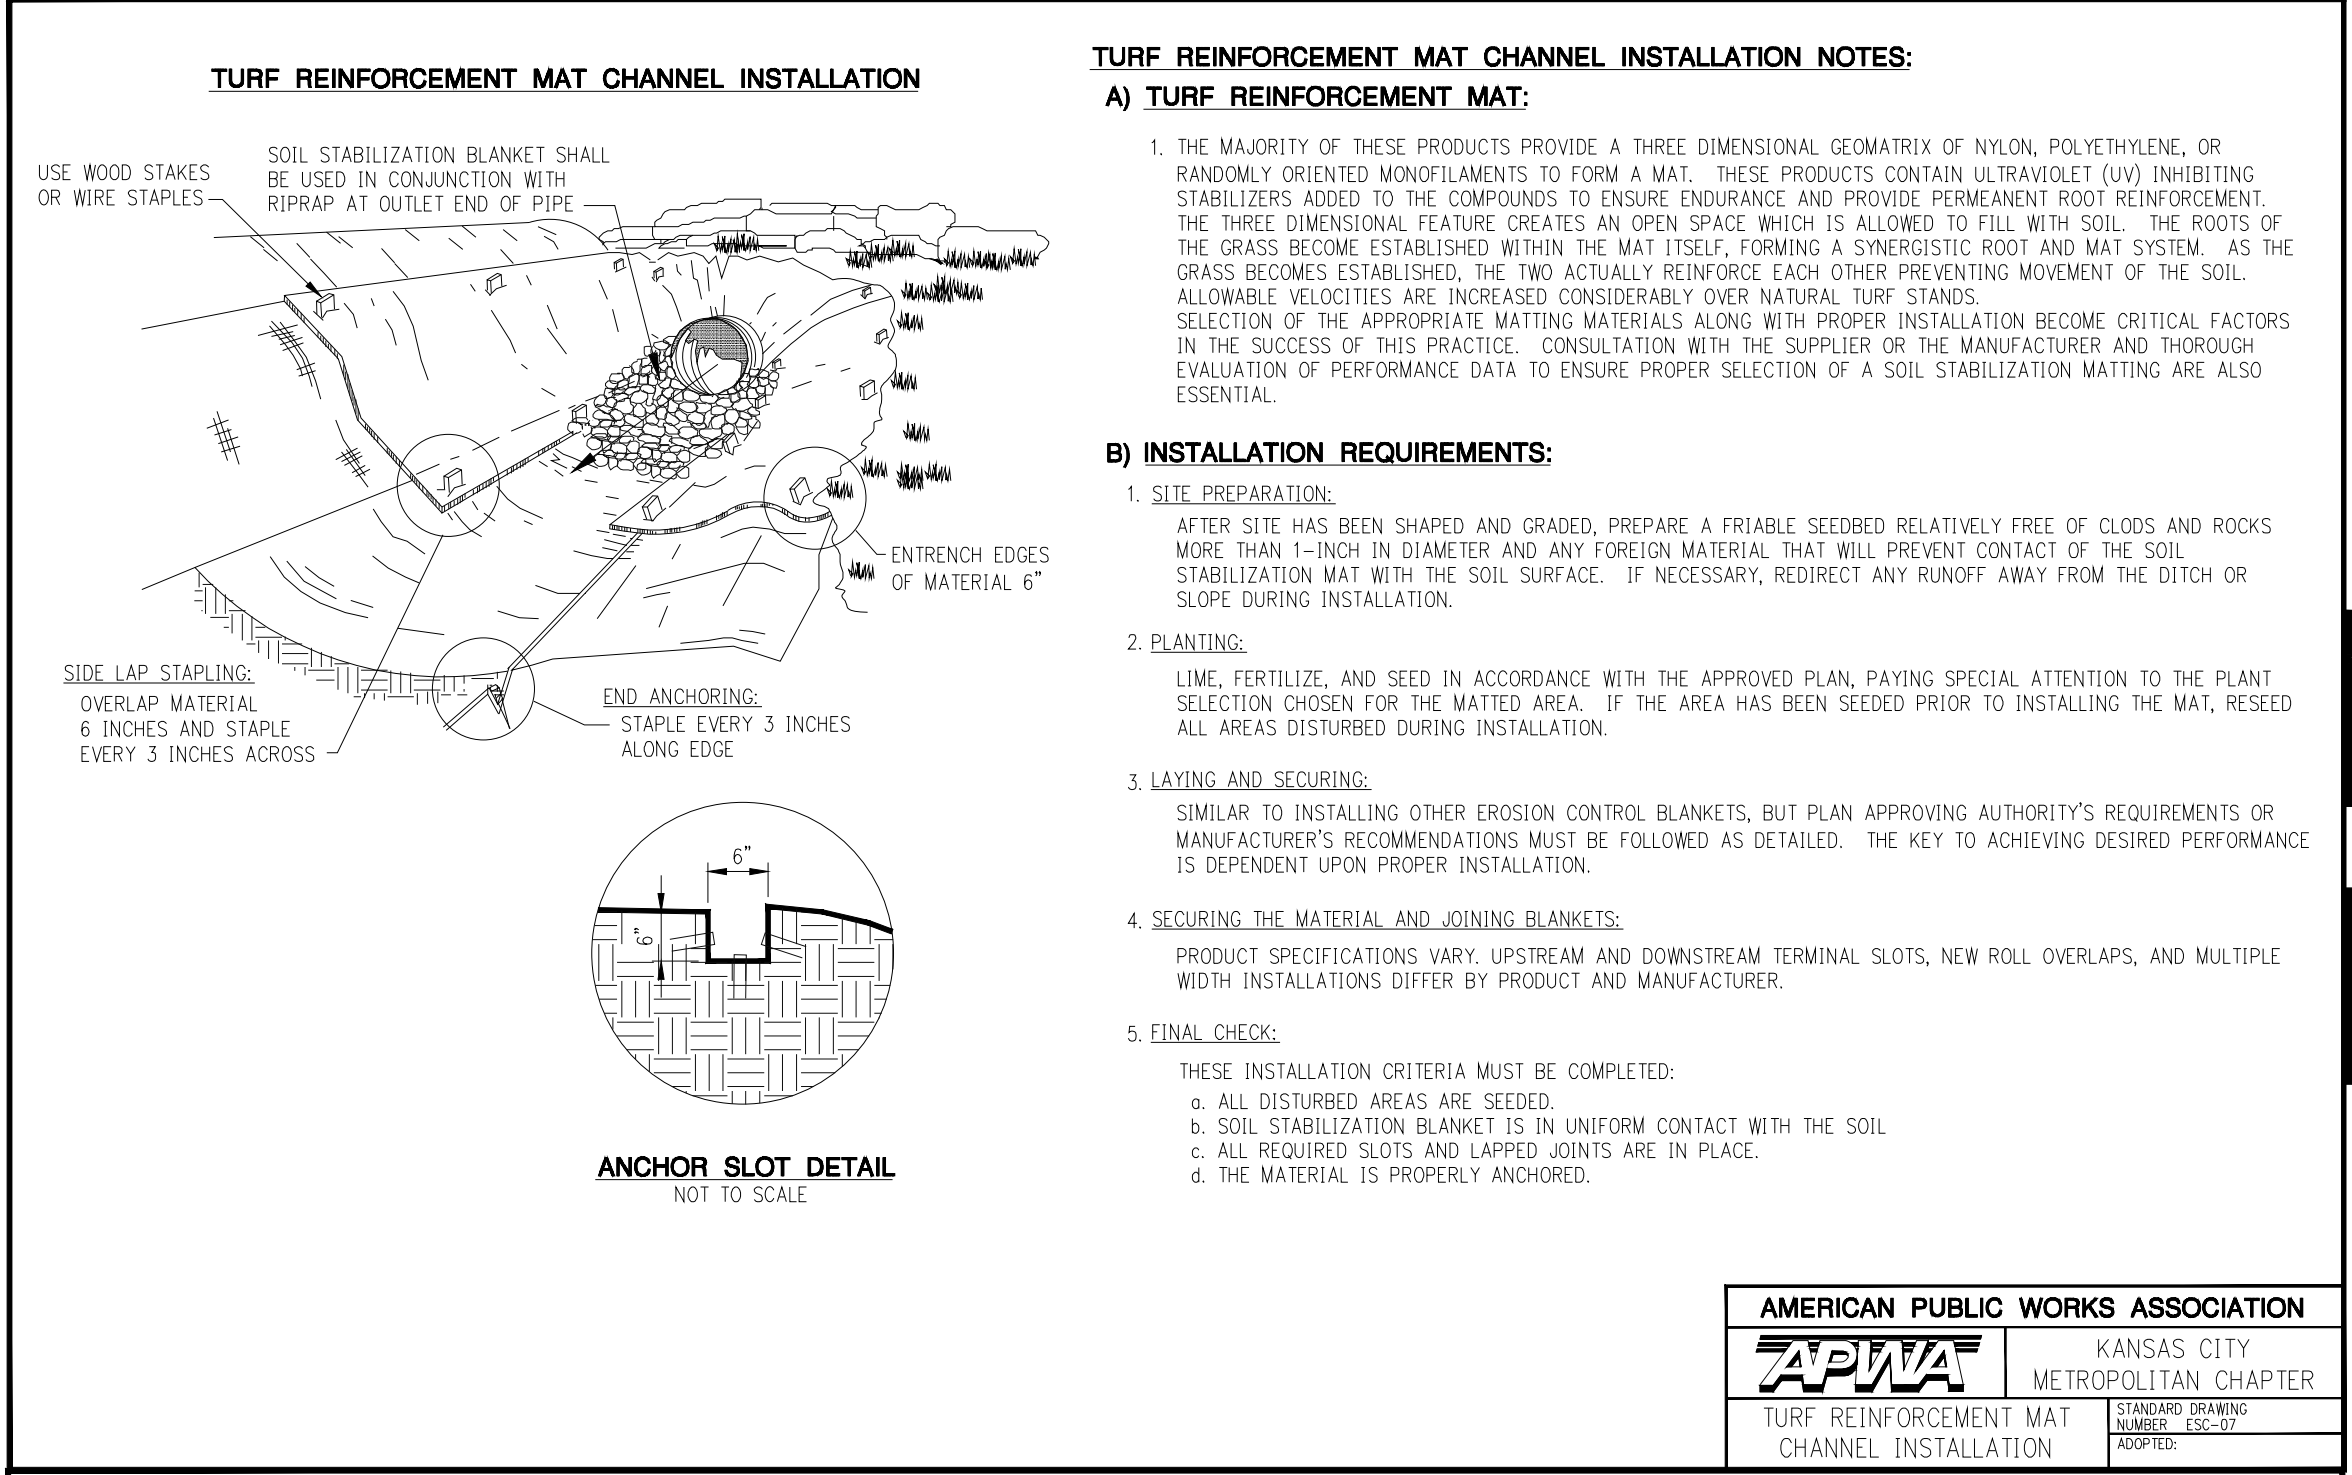 TURF REINFORCEMENT MAT CHANNEL INSTALLATION
USE WOOD STAKES
OR WIRE STAPLES
SOIL STABILIZATION BLANKET SHALL
BE USED IN CONJUNCTION WITH
RIPRAP AT OUTLET END OF PIPE
ENTRENCH EDGES
OF MATERIAL 6"
SIDE LAP STAPLING:
OVERLAP MATERIAL
6 INCHES AND STAPLE
EVERY 3 INCHES ACROSS
END ANCHORING:
STAPLE EVERY 3 INCHES
ALONG EDGE
6"
6"
ANCHOR SLOT DETAIL
NOT TO SCALE
TURF REINFORCEMENT MAT CHANNEL INSTALLATION NOTES:
A) TURF REINFORCEMENT MAT:
1. THE MAJORITY OF THESE PRODUCTS PROVIDE A THREE DIMENSIONAL GEOMATRIX OF NYLON, POLYETHYLENE, OR
RANDOMLY ORIENTED MONOFILAMENTS TO FORM A MAT. THESE PRODUCTS CONTAIN ULTRAVIOLET (UV) INHIBITING
STABILIZERS ADDED TO THE COMPOUNDS TO ENSURE ENDURANCE AND PROVIDE PERMEANENT ROOT REINFORCEMENT.
THE THREE DIMENSIONAL FEATURE CREATES AN OPEN SPACE WHICH IS ALLOWED TO FILL WITH SOIL. THE ROOTS OF
THE GRASS BECOME ESTABLISHED WITHIN THE MAT ITSELF, FORMING A SYNERGISTIC ROOT AND MAT SYSTEM. AS THE
GRASS BECOMES ESTABLISHED, THE TWO ACTUALLY REINFORCE EACH OTHER PREVENTING MOVEMENT OF THE SOIL.
ALLOWABLE VELOCITIES ARE INCREASED CONSIDERABLY OVER NATURAL TURF STANDS.
SELECTION OF THE APPROPRIATE MATTING MATERIALS ALONG WITH PROPER INSTALLATION BECOME CRITICAL FACTORS
IN THE SUCCESS OF THIS PRACTICE. CONSULTATION WITH THE SUPPLIER OR THE MANUFACTURER AND THOROUGH
EVALUATION OF PERFORMANCE DATA TO ENSURE PROPER SELECTION OF A SOIL STABILIZATION MATTING ARE ALSO
ESSENTIAL.
B) INSTALLATION REQUIREMENTS:
1. SITE PREPARATION:
AFTER SITE HAS BEEN SHAPED AND GRADED, PREPARE A FRIABLE SEEDBED RELATIVELY FREE OF CLODS AND ROCKS
MORE THAN 1-INCH IN DIAMETER AND ANY FOREIGN MATERIAL THAT WILL PREVENT CONTACT OF THE SOIL
STABILIZATION MAT WITH THE SOIL SURFACE. IF NECESSARY, REDIRECT ANY RUNOFF AWAY FROM THE DITCH OR
SLOPE DURING INSTALLATION.
2. PLANTING:
LIME, FERTILIZE, AND SEED IN ACCORDANCE WITH THE APPROVED PLAN, PAYING SPECIAL ATTENTION TO THE PLANT
SELECTION CHOSEN FOR THE MATTED AREA. IF THE AREA HAS BEEN SEEDED PRIOR TO INSTALLING THE MAT, RESEED
ALL AREAS DISTURBED DURING INSTALLATION.
3. LAYING AND SECURING:
SIMILAR TO INSTALLING OTHER EROSION CONTROL BLANKETS, BUT PLAN APPROVING AUTHORITY'S REQUIREMENTS OR
MANUFACTURER'S RECOMMENDATIONS MUST BE FOLLOWED AS DETAILED. THE KEY TO ACHIEVING DESIRED PERFORMANCE
IS DEPENDENT UPON PROPER INSTALLATION.
4. SECURING THE MATERIAL AND JOINING BLANKETS:
PRODUCT SPECIFICATIONS VARY. UPSTREAM AND DOWNSTREAM TERMINAL SLOTS, NEW ROLL OVERLAPS, AND MULTIPLE
WIDTH INSTALLATIONS DIFFER BY PRODUCT AND MANUFACTURER.
5. FINAL CHECK:
THESE INSTALLATION CRITERIA MUST BE COMPLETED:
a. ALL DISTURBED AREAS ARE SEEDED.
b. SOIL STABILIZATION BLANKET IS IN UNIFORM CONTACT WITH THE SOIL
c. ALL REQUIRED SLOTS AND LAPPED JOINTS ARE IN PLACE.
d. THE MATERIAL IS PROPERLY ANCHORED.
AMERICAN PUBLIC WORKS ASSOCIATION
APWA
KANSAS CITY
METROPOLITAN CHAPTER
TURF REINFORCEMENT MAT
CHANNEL INSTALLATION
STANDARD DRAWING
NUMBER ESC-07
ADOPTED: